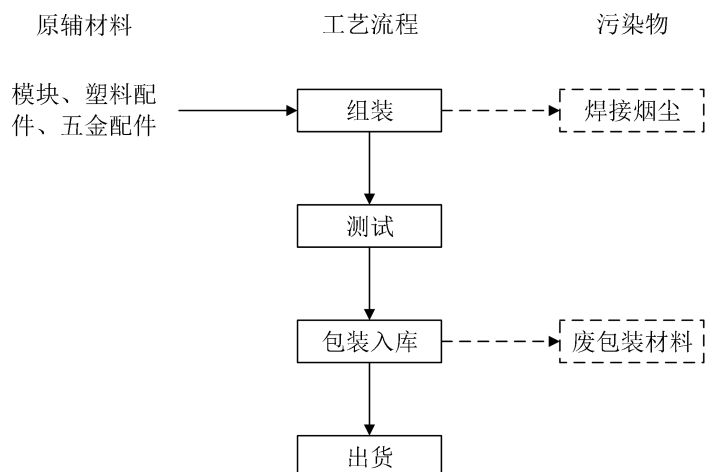 原辅材料
工艺流程
污染物
模块、塑料配
件、五金配件
组装
焊接烟尘
测试
包装入库
废包装材料
出货